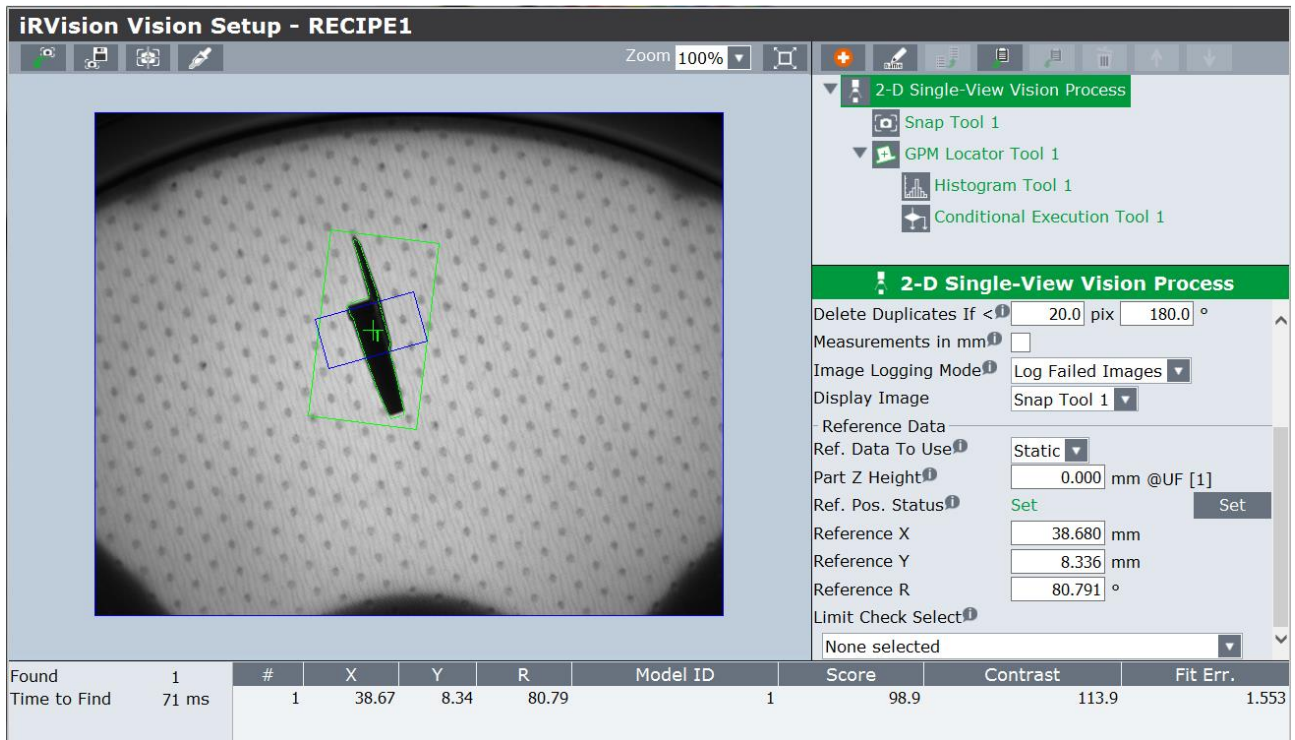 iRVision Vision Setup - RECIPE1
Zoom 100%
2-D Single-View Vision Process
Snap Tool 1
GPM Locator Tool 1
Histogram Tool 1
Conditional Execution Tool 1
2-D Single-View Vision Process
Delete Duplicates If < 20.0 pix 180.0 °
Measurements in mm
Image Logging Mode Log Failed Images
Display Image Snap Tool 1
Reference Data
Ref. Data To Use Static
Part Z Height 0.000 mm @UF [1]
Ref. Pos. Status Set Set
Reference X 38.680 mm
Reference Y 8.336 mm
Reference R 80.791 °
Limit Check Select
None selected
Found 1 # X Y R Model ID Score Contrast Fit Err.
Time to Find 71 ms 1 38.67 8.34 80.79 1 98.9 113.9 1.553